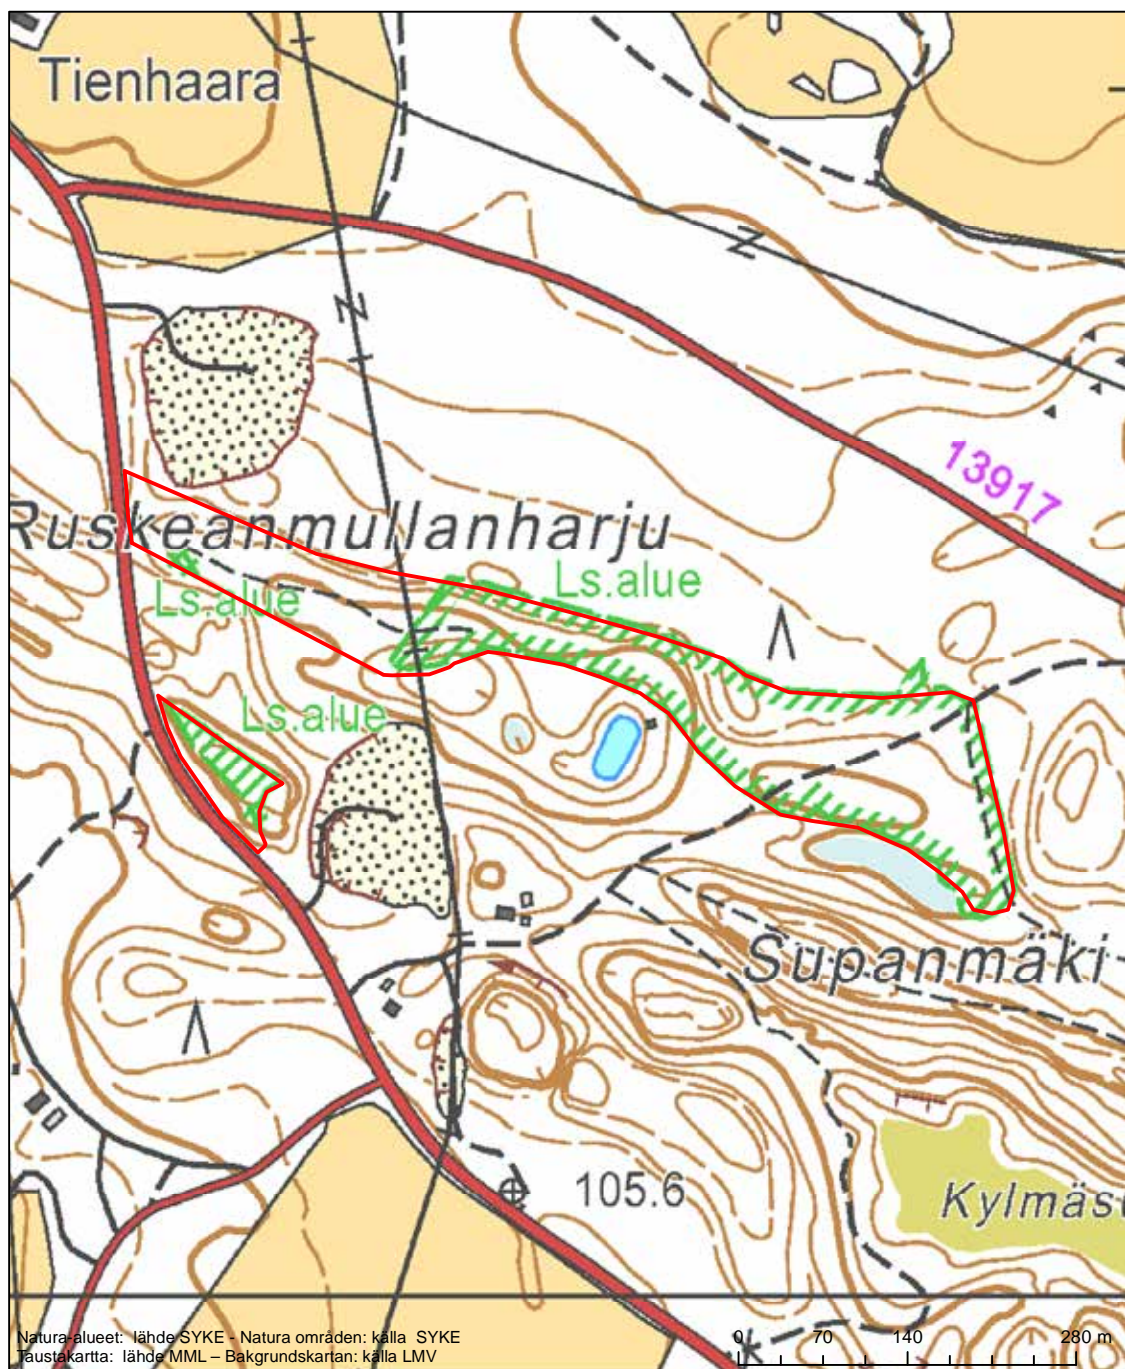 Tienhaara
13917
Ruskeanmullanharju
Ls.alue
Ls.alue
Ls.alue
Supanmäki
105.6
Natura-alueet: lähde SYKE - Natura områden: källa SYKE
Taustakartta: lähde MML – Bakgrundskartan: källa LMV
0 70 140 280 m